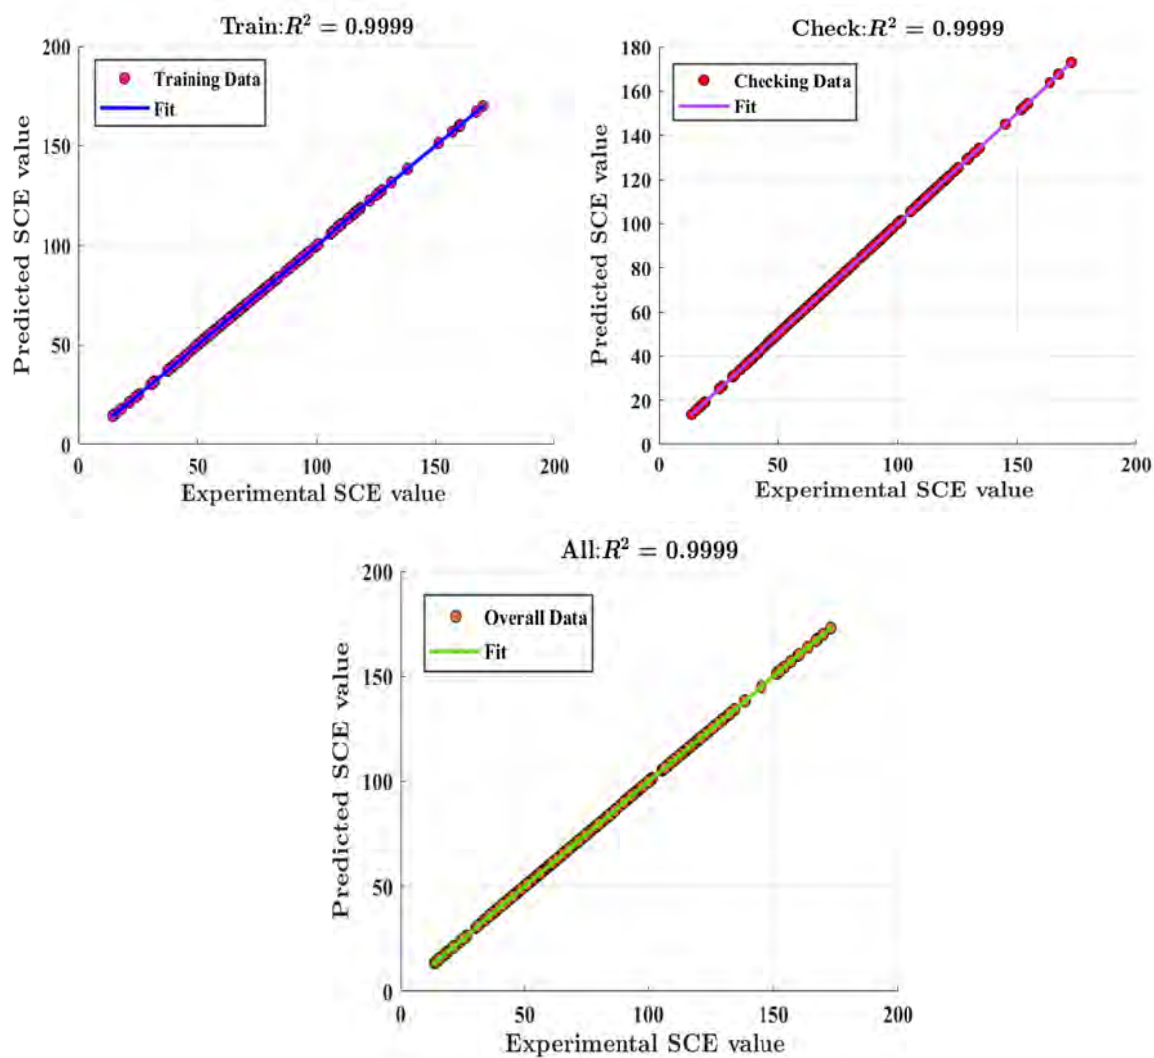 Train:R² = 0.9999
200
150
100
50
0
Predicted SCE value
Training Data
Fit
0 50 100 150 200
Experimental SCE value
Check:R² = 0.9999
180
160
140
120
100
80
60
40
20
0
Predicted SCE value
Checking Data
Fit
0 50 100 150 200
Experimental SCE value
All:R² = 0.9999
200
150
100
50
0
Predicted SCE value
Overall Data
Fit
0 50 100 150 200
Experimental SCE value